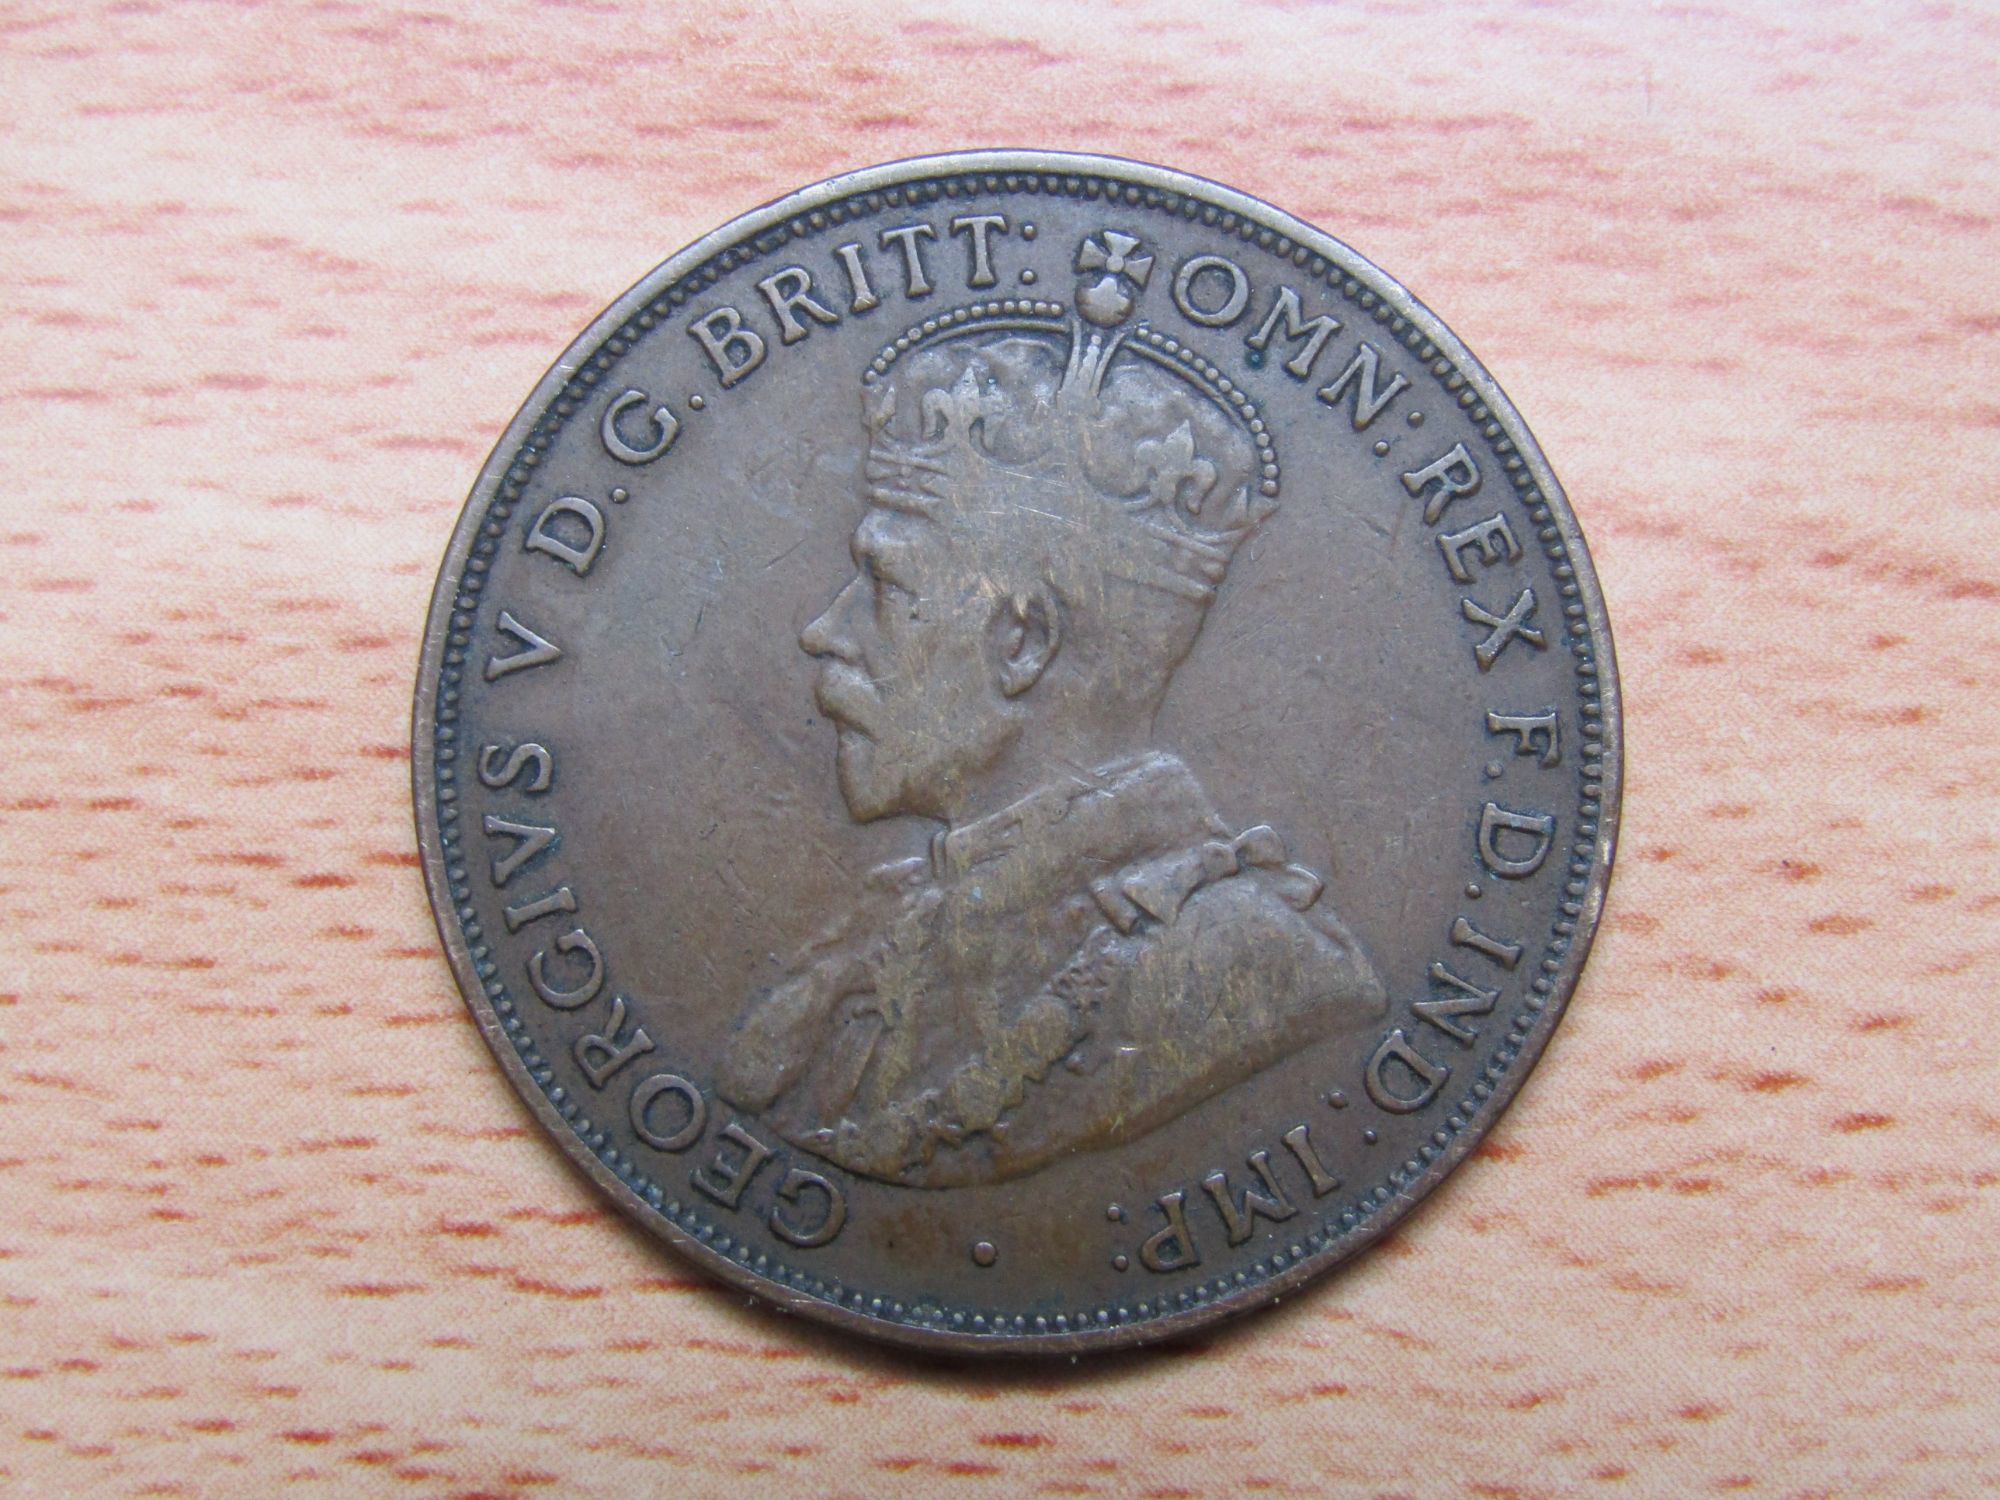 GEORGIVS V D.G.BRITT: OMN: REX F.D.IND:IMP: